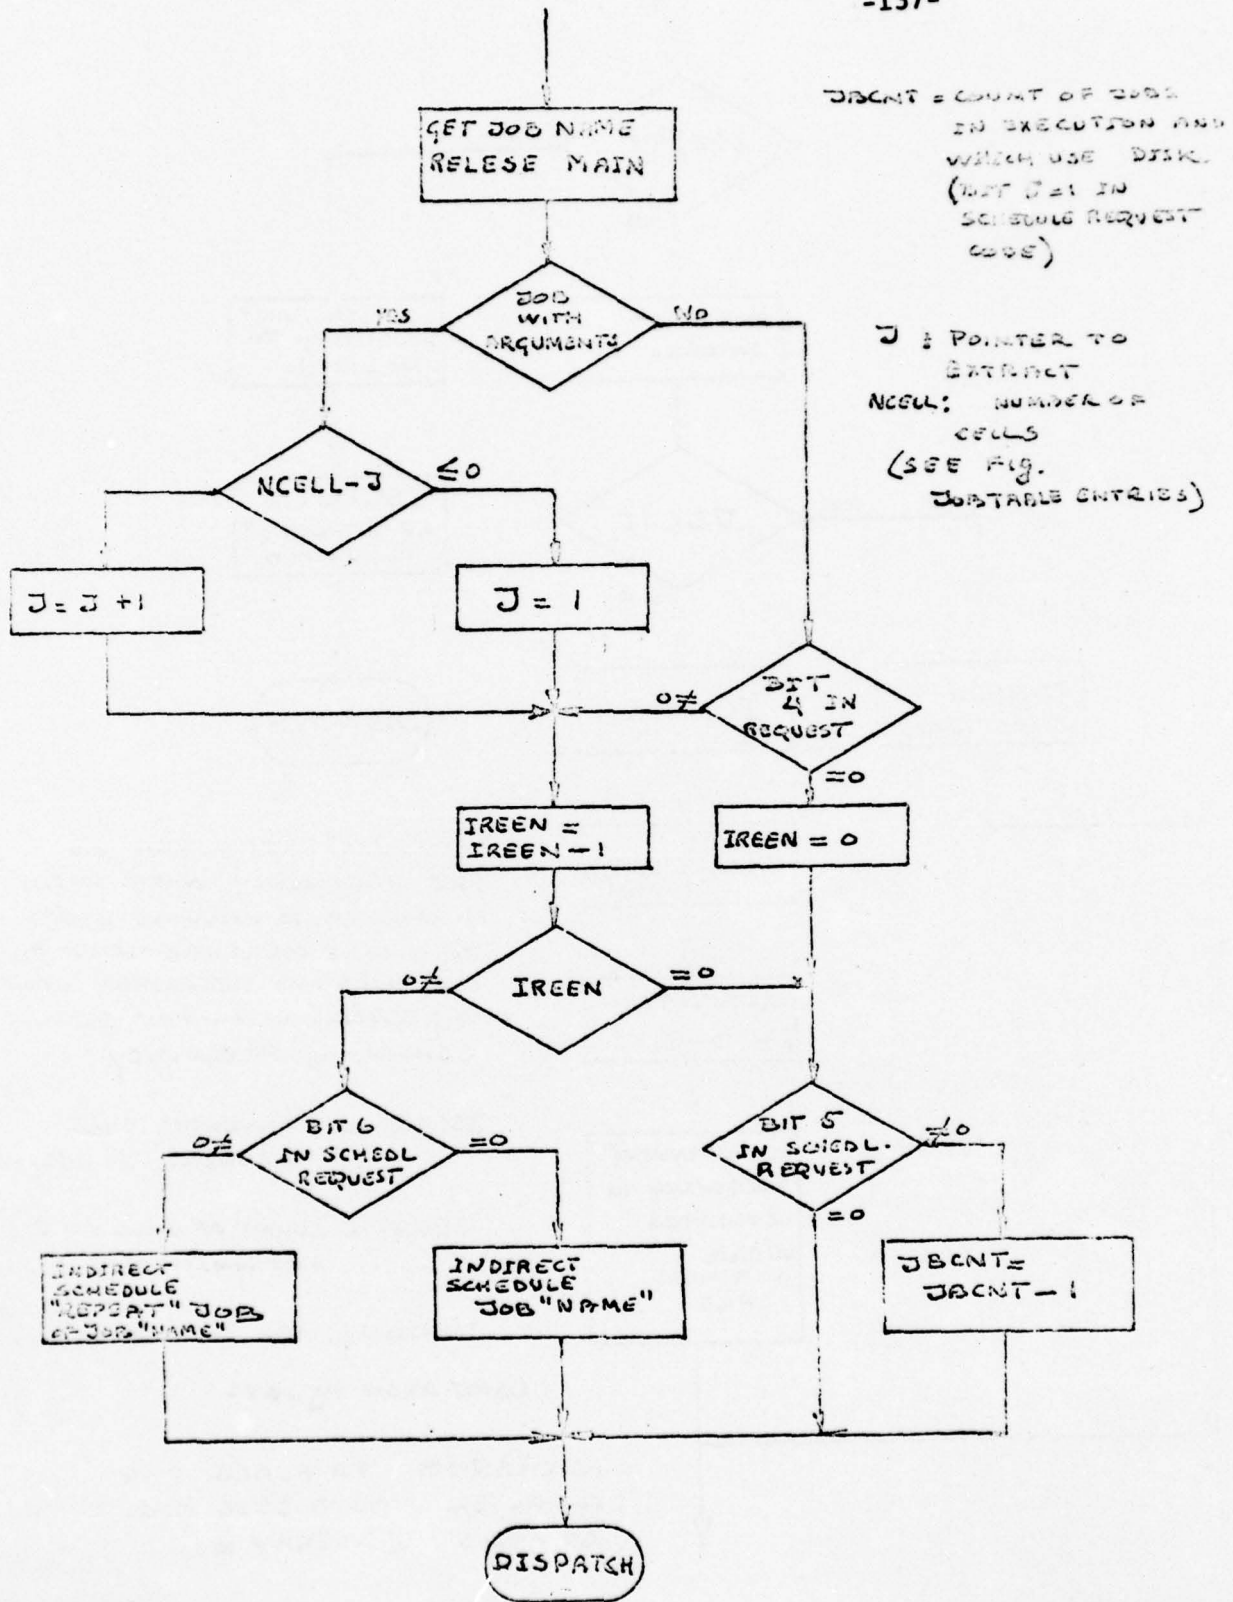 -137-
GET JOB NAME
RELESE MAIN
JBCNT = COUNT OF JOBS
IN EXECUTION AND
WHICH USE DISK.
(BIT 5=1 IN
SCHEDULE REQUEST
CODE)
JOB
WITH
ARGUMENTS
YES
NO
J : POINTER TO
EXTRACT
NCELL: NUMBER OF
CELLS
(SEE Fig.
JOBTABLE ENTRIES)
NCELL-J
≤0
J = J +1
J = 1
BIT
4 IN
REQUEST
0≠
=0
IREEN =
IREEN-1
IREEN = 0
IREEN
0≠
=0
BIT 6
IN SCHEDL
REQUEST
0≠
=0
BIT 5
IN SCHEDL.
REQUEST
≠0
=0
INDIRECT
SCHEDULE
"REPEAT" JOB
OF JOB "NAME"
INDIRECT
SCHEDULE
JOB "NAME"
JBCNT=
JBCNT-1
DISPATCH